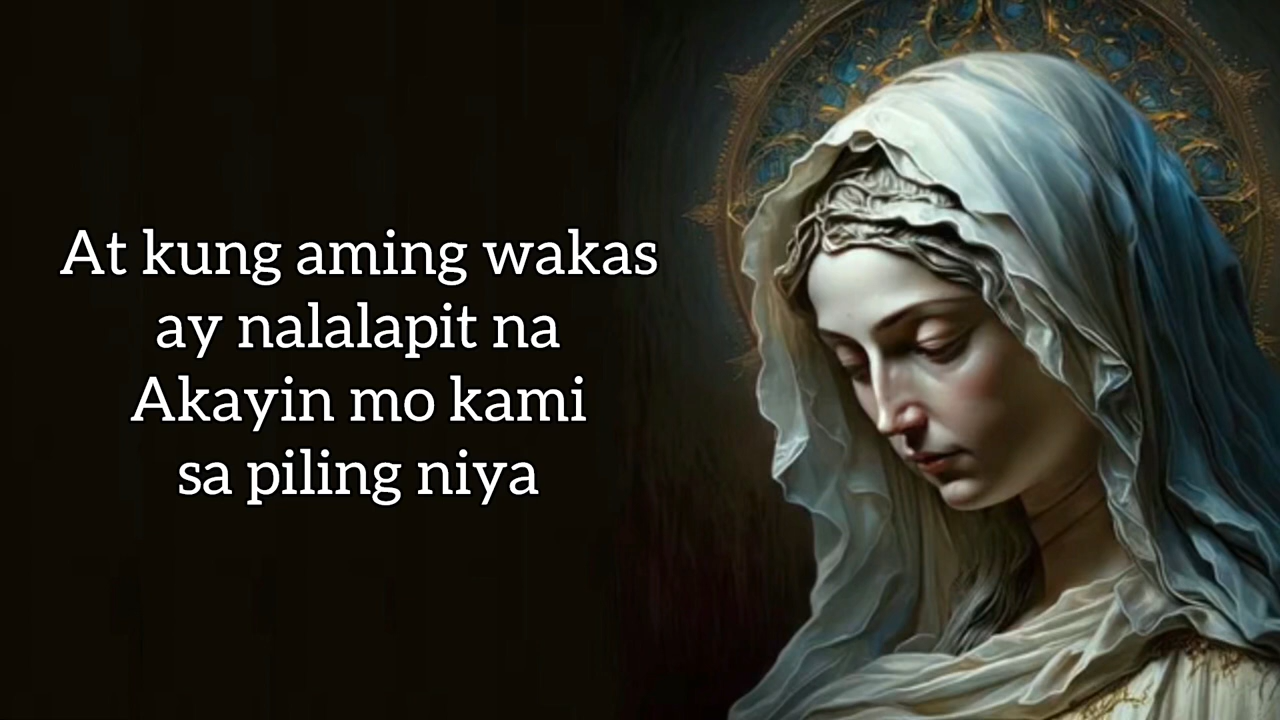 At kung aming wakas
ay nalalapit na
Akayin mo kami
sa piling niya